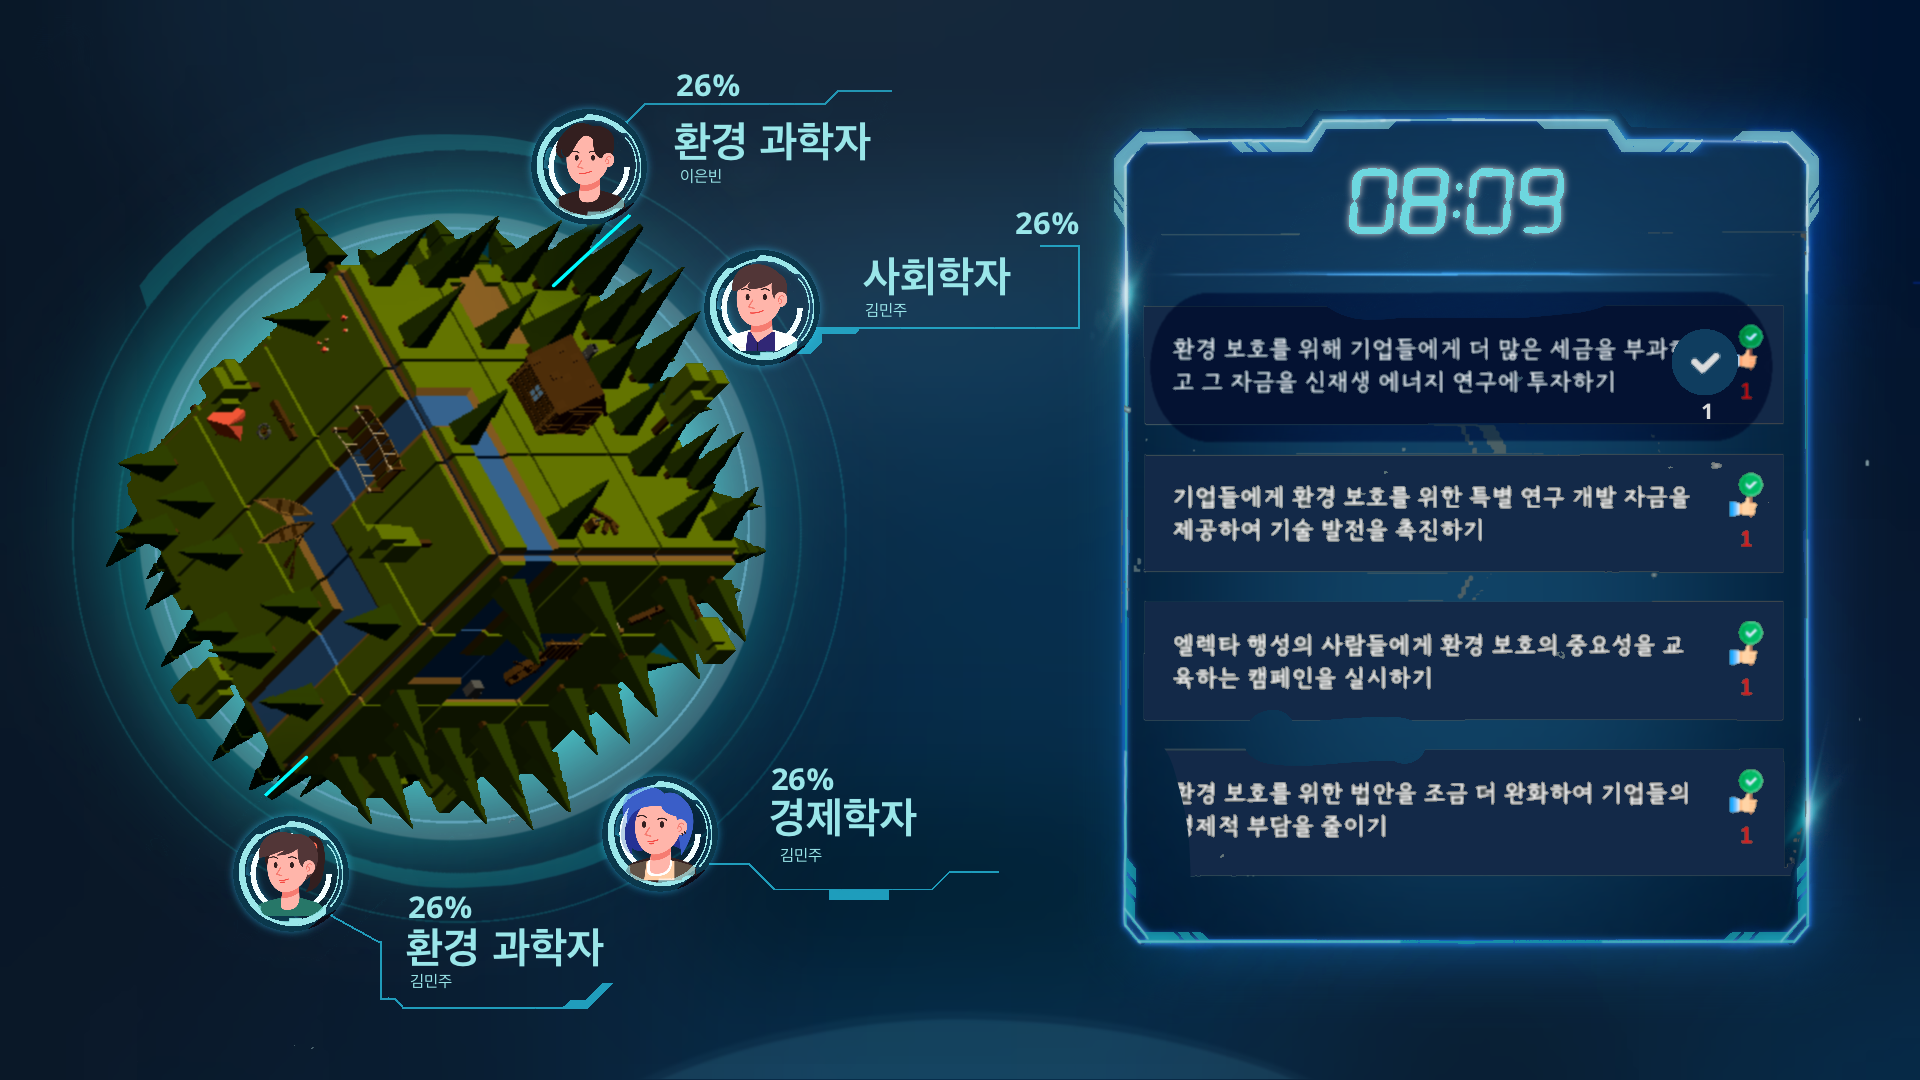 26%
환경 과학자
이은빈
26%
사회학자
김민주
26%
경제학자
김민주
26%
환경 과학자
김민주
08:09
환경 보호를 위해 기업들에게 더 많은 세금을 부과하
고 그 자금을 신재생 에너지 연구에 투자하기
1
1
기업들에게 환경 보호를 위한 특별 연구 개발 자금을
제공하여 기술 발전을 촉진하기
1
엘렉타 행성의 사람들에게 환경 보호의 중요성을 교
육하는 캠페인을 실시하기
1
환경 보호를 위한 법안을 조금 더 완화하여 기업들의
경제적 부담을 줄이기
1